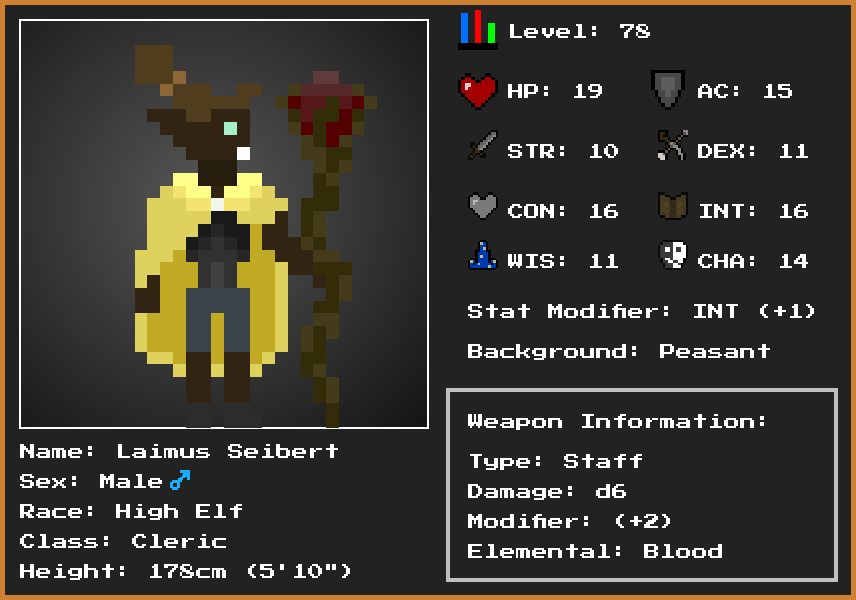 Level: 78
HP: 19 AC: 15
STR: 10 DEX: 11
CON: 16 INT: 16
WIS: 11 CHA: 14
Stat Modifier: INT (+1)
Background: Peasant
Weapon Information:
Type: Staff
Damage: d6
Modifier: (+2)
Elemental: Blood
Name: Laimus Seibert
Sex: Male♂
Race: High Elf
Class: Cleric
Height: 178cm (5'10")